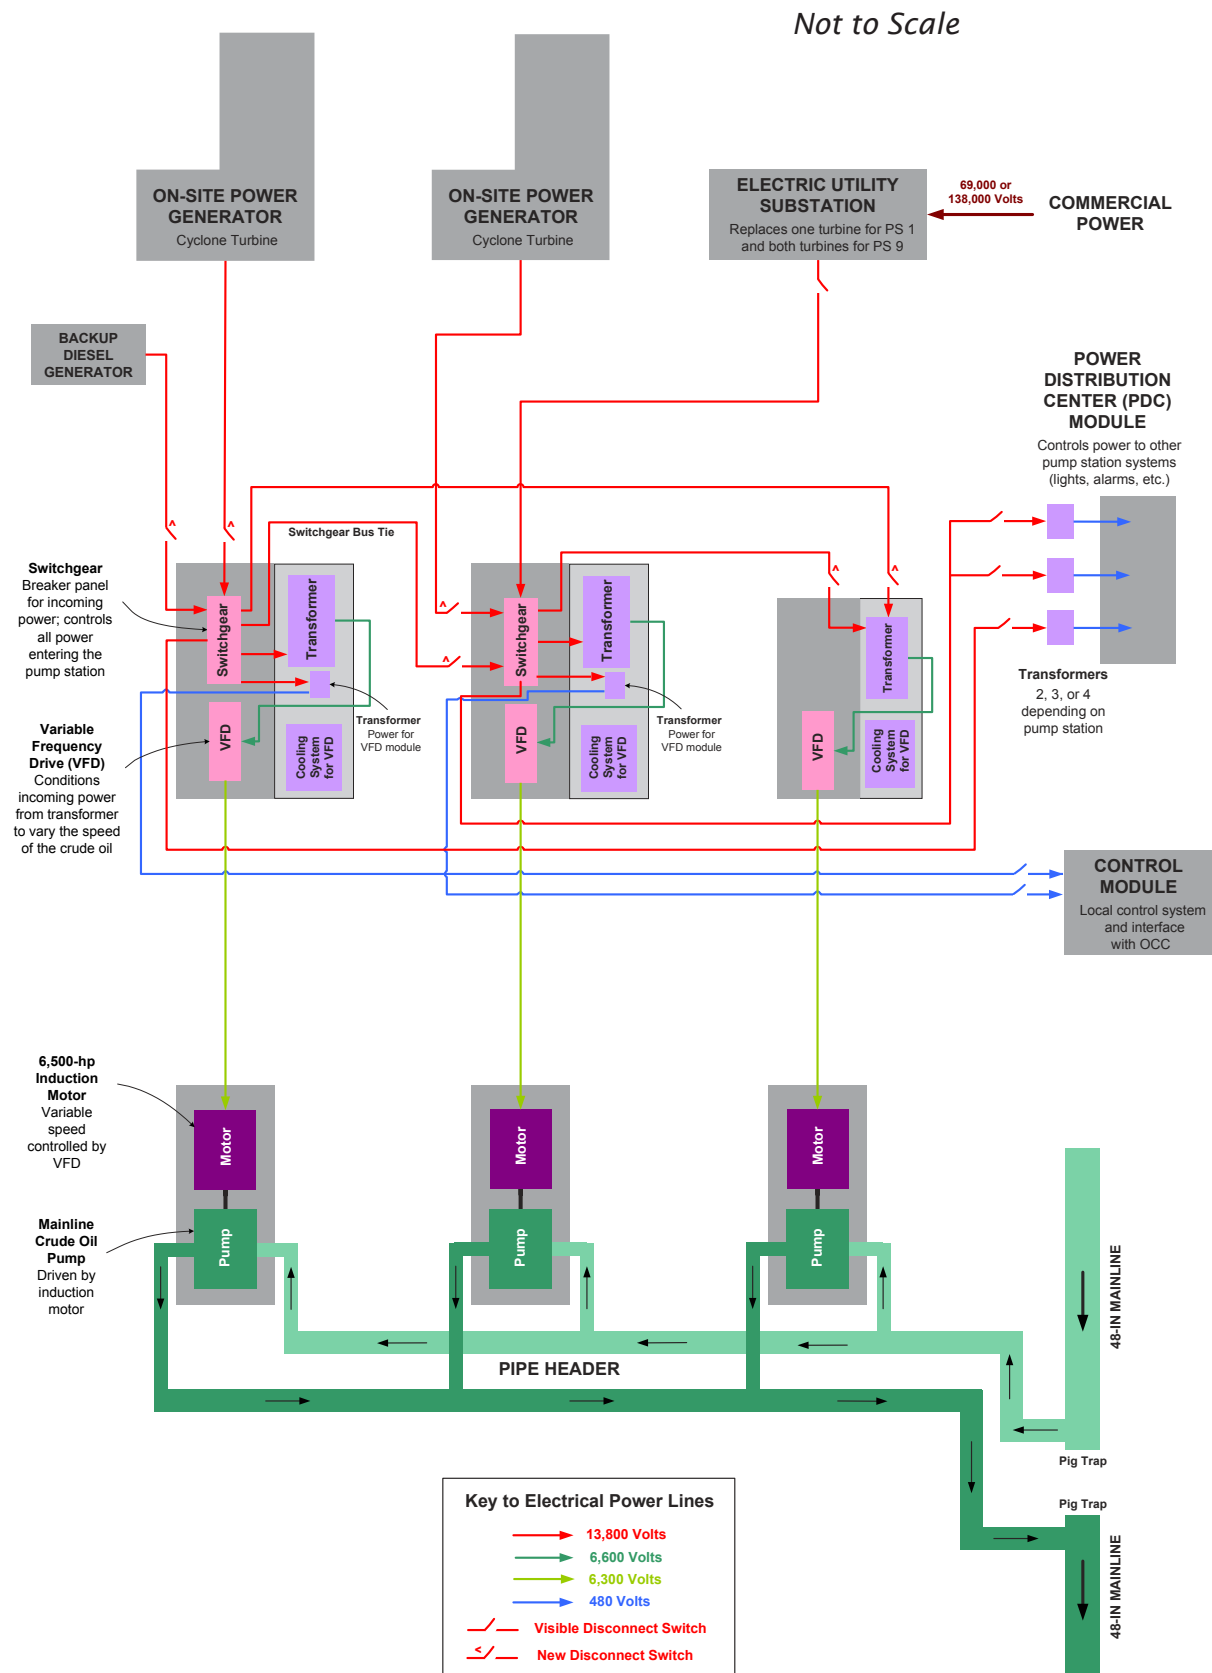 Not to Scale
ON-SITE POWER
GENERATOR
Cyclone Turbine
ON-SITE POWER
GENERATOR
Cyclone Turbine
ELECTRIC UTILITY
SUBSTATION
Replaces one turbine for PS 1
and both turbines for PS 9
69,000 or
138,000 Volts
COMMERCIAL
POWER
BACKUP
DIESEL
GENERATOR
POWER
DISTRIBUTION
CENTER (PDC)
MODULE
Controls power to other
pump station systems
(lights, alarms, etc.)
Switchgear Bus Tie
Switchgear
Breaker panel
for incoming
power; controls
all power
entering the
pump station
Switchgear
Transformer
Switchgear
Transformer
Transformer
Transformers
2, 3, or 4
depending on
pump station
Transformer
Power for
VFD module
Transformer
Power for
VFD module
Variable
Frequency
Drive (VFD)
Conditions
incoming power
from transformer
to vary the speed
of the crude oil
VFD
Cooling
System
for VFD
VFD
Cooling
System
for VFD
VFD
Cooling
System
for VFD
CONTROL
MODULE
Local control system
and interface
with OCC
6,500-hp
Induction
Motor
Variable
speed
controlled by
VFD
Motor
Motor
Motor
Mainline
Crude Oil
Pump
Driven by
induction
motor
Pump
Pump
Pump
48-IN MAINLINE
PIPE HEADER
Pig Trap
Pig Trap
48-IN MAINLINE
Key to Electrical Power Lines
13,800 Volts
6,600 Volts
6,300 Volts
480 Volts
Visible Disconnect Switch
New Disconnect Switch